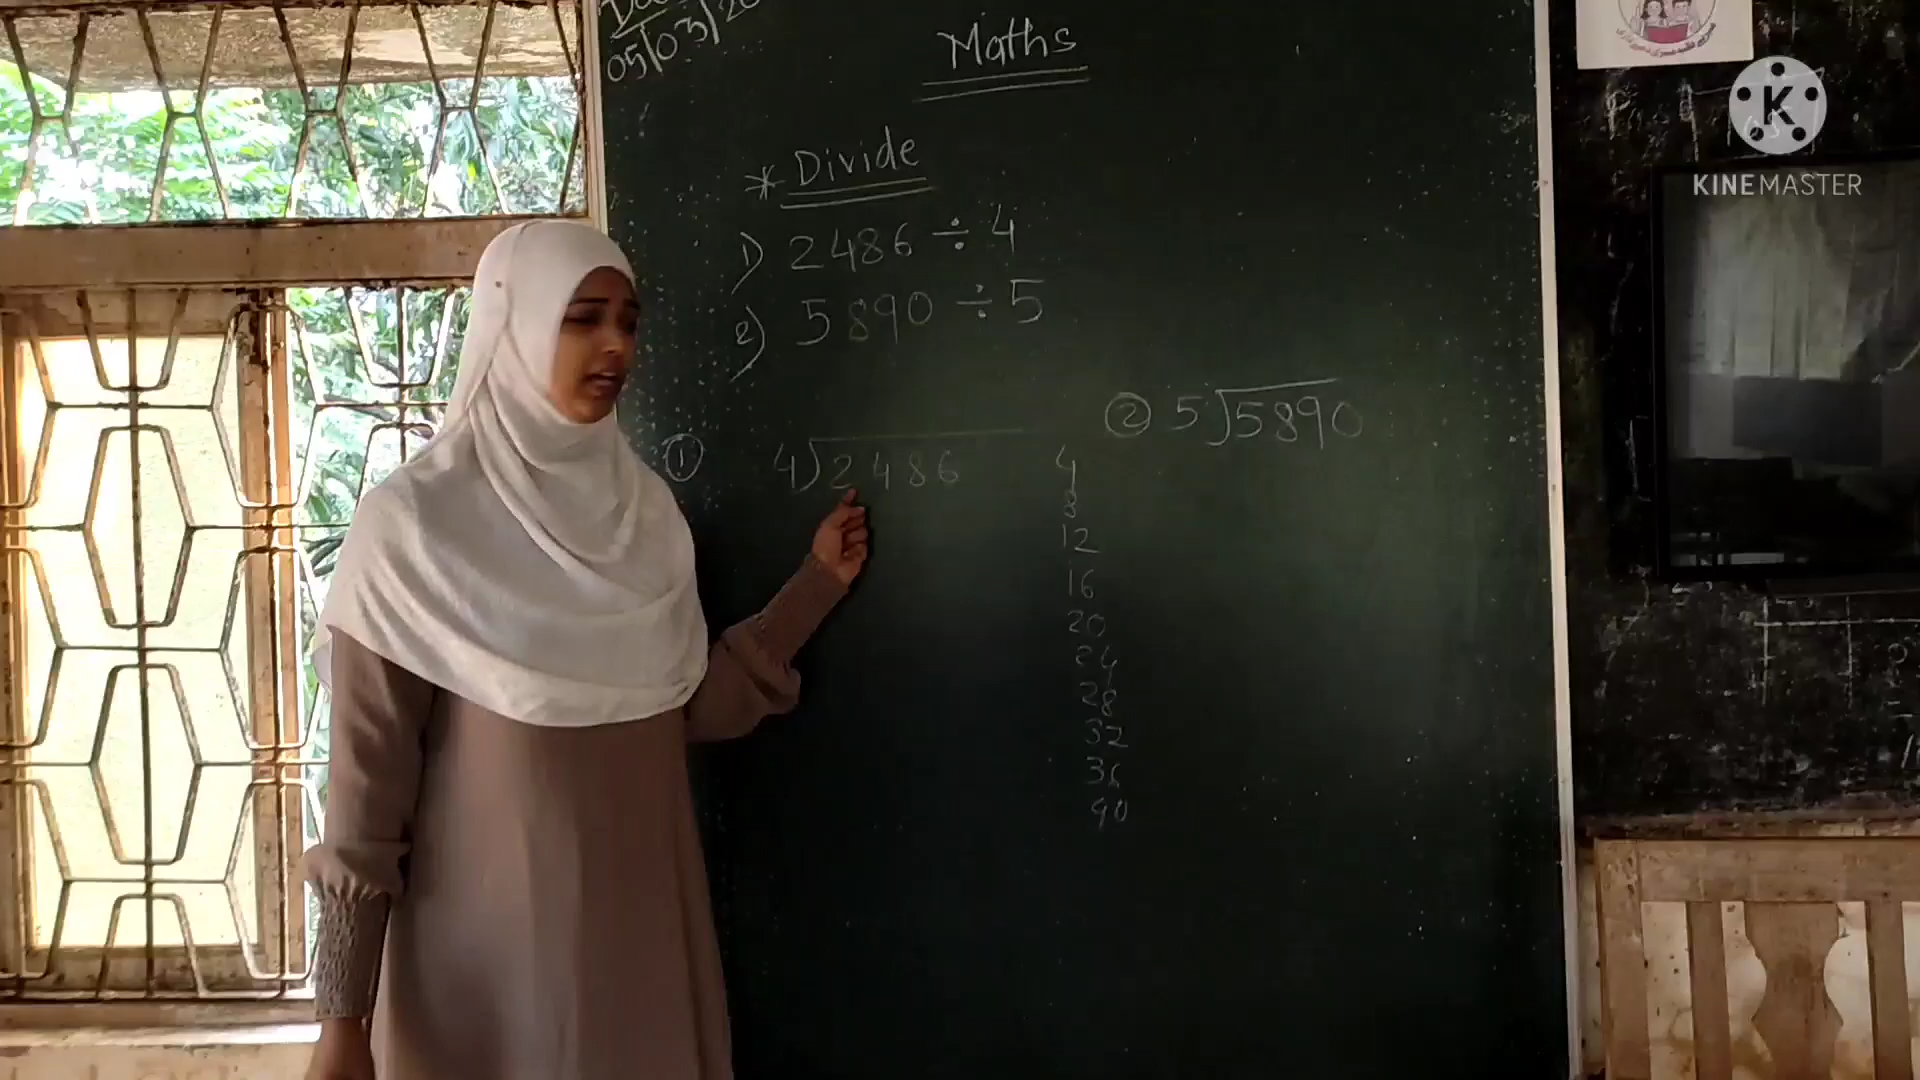 05/03/20
Maths
* Divide
1) 2486 ÷ 4
2) 5890 ÷ 5
① 4)2486
4
8
12
16
20
24
28
32
36
40
② 5)5890
K
KINEMASTER